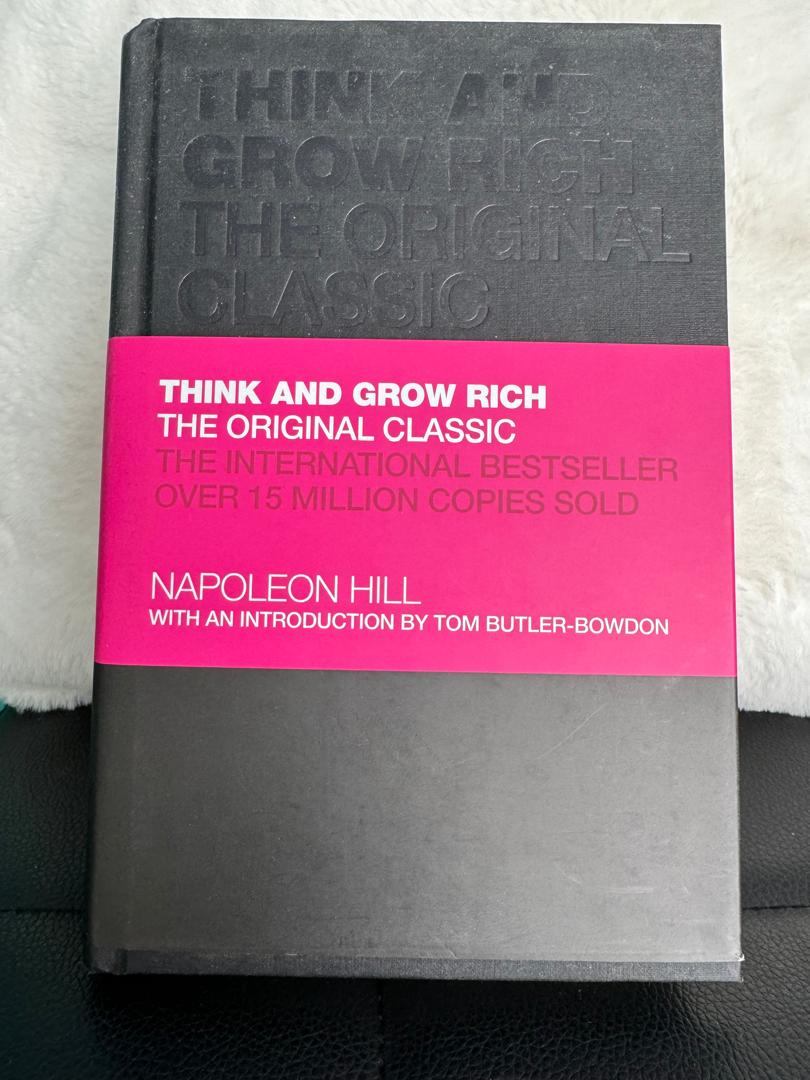 THINK AND
GROW RICH
THE ORIGINAL
CLASSIC
THINK AND GROW RICH
THE ORIGINAL CLASSIC
THE INTERNATIONAL BESTSELLER
OVER 15 MILLION COPIES SOLD
NAPOLEON HILL
WITH AN INTRODUCTION BY TOM BUTLER-BOWDON